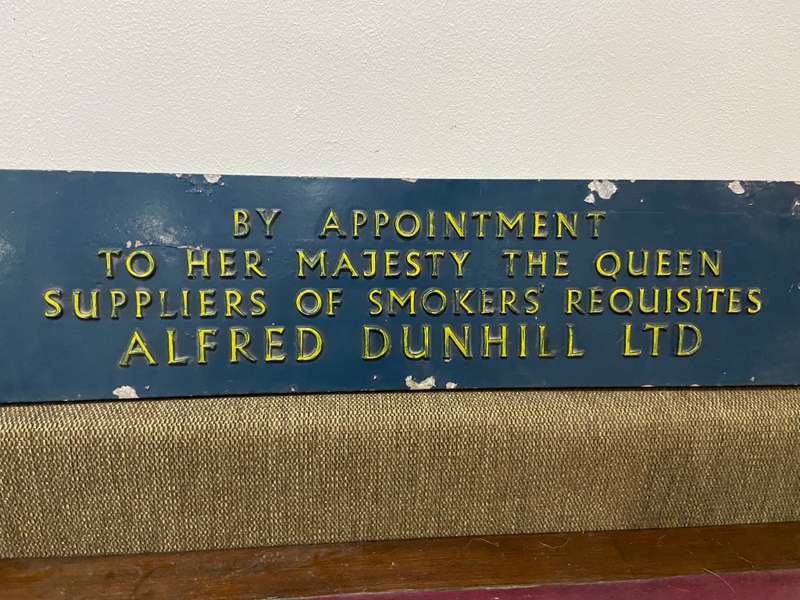 BY APPOINTMENT
TO HER MAJESTY THE QUEEN
SUPPLIERS OF SMOKERS' REQUISITES
ALFRED DUNHILL LTD